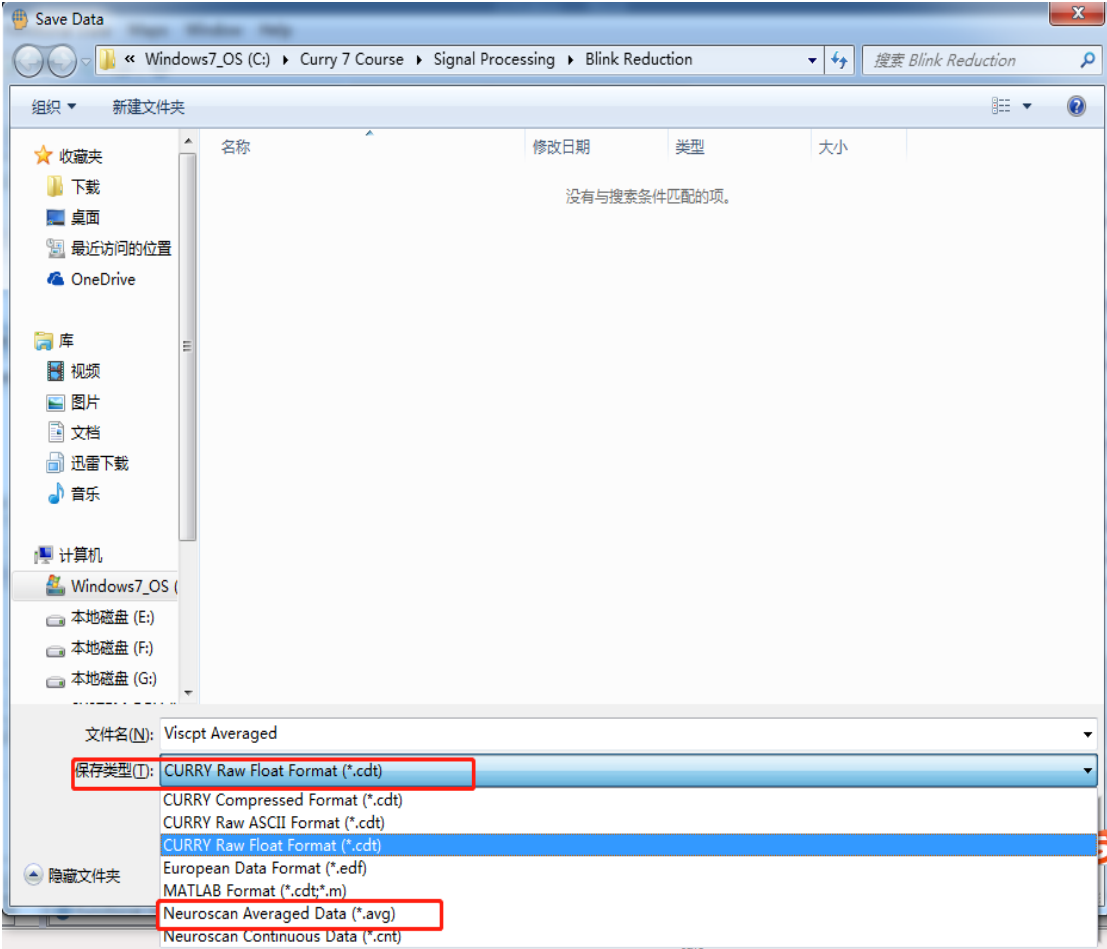 Save Data
« Windows7_OS (C:) ▸ Curry 7 Course ▸ Signal Processing ▸ Blink Reduction
搜索 Blink Reduction
组织 新建文件夹
名称 修改日期 类型 大小
没有与搜索条件匹配的项。
收藏夹
下载
桌面
最近访问的位置
OneDrive
库
视频
图片
文档
迅雷下载
音乐
计算机
Windows7_OS (
本地磁盘 (E:)
本地磁盘 (F:)
本地磁盘 (G:)
文件名(N): Viscpt Averaged
保存类型(T): CURRY Raw Float Format (*.cdt)
CURRY Compressed Format (*.cdt)
CURRY Raw ASCII Format (*.cdt)
CURRY Raw Float Format (*.cdt)
European Data Format (*.edf)
MATLAB Format (*.cdt;*.m)
Neuroscan Averaged Data (*.avg)
Neuroscan Continuous Data (*.cnt)
隐藏文件夹